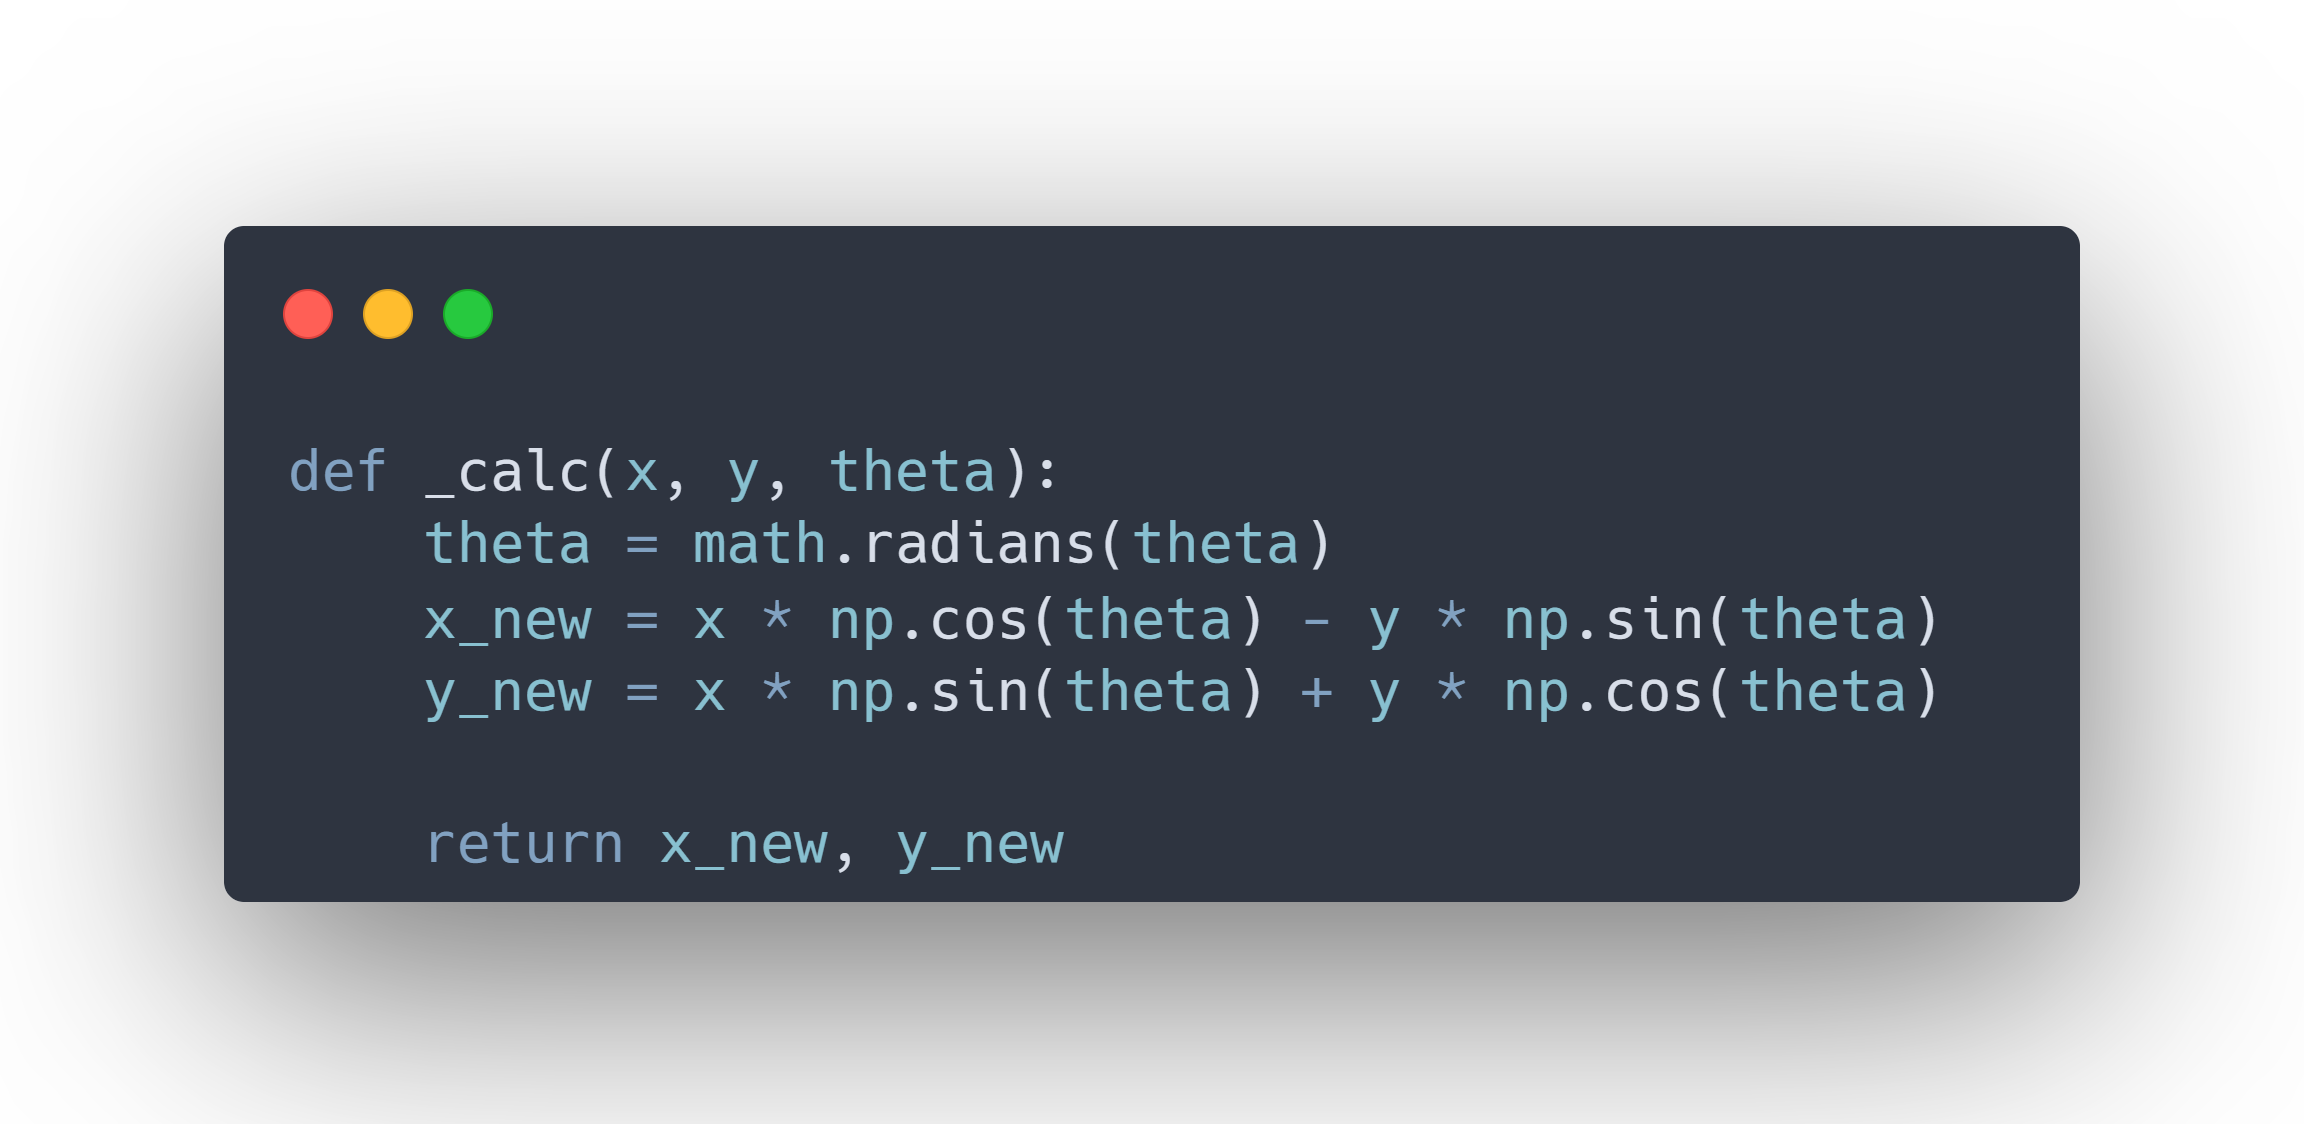 def _calc(x, y, theta):
    theta = math.radians(theta)
    x_new = x * np.cos(theta) - y * np.sin(theta)
    y_new = x * np.sin(theta) + y * np.cos(theta)

    return x_new, y_new